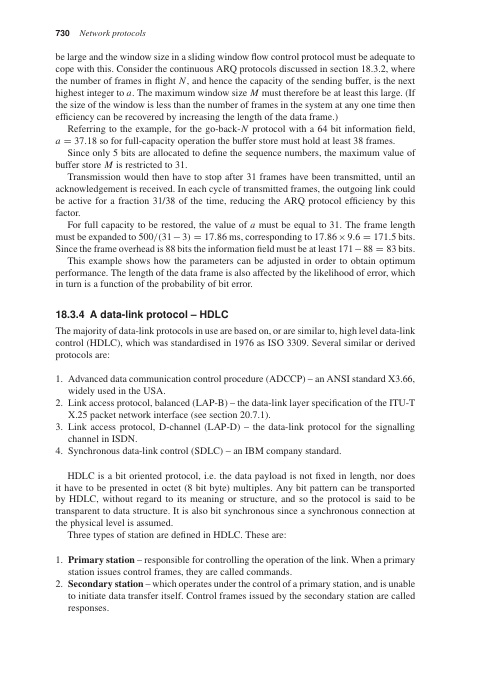 730 Network protocols
be large and the window size in a sliding window flow control protocol must be adequate to
cope with this. Consider the continuous ARQ protocols discussed in section 18.3.2, where
the number of frames in flight N, and hence the capacity of the sending buffer, is the next
highest integer to a. The maximum window size M must therefore be at least this large. (If
the size of the window is less than the number of frames in the system at any one time then
efficiency can be recovered by increasing the length of the data frame.)
Referring to the example, for the go-back-N protocol with a 64 bit information field,
a = 37.18 so for full-capacity operation the buffer store must hold at least 38 frames.
Since only 5 bits are allocated to define the sequence numbers, the maximum value of
buffer store M is restricted to 31.
Transmission would then have to stop after 31 frames have been transmitted, until an
acknowledgement is received. In each cycle of transmitted frames, the outgoing link could
be active for a fraction 31/38 of the time, reducing the ARQ protocol efficiency by this
factor.
For full capacity to be restored, the value of a must be equal to 31. The frame length
must be expanded to 500/(31 − 3) = 17.86 ms, corresponding to 17.86 × 9.6 = 171.5 bits.
Since the frame overhead is 88 bits the information field must be at least 171 − 88 = 83 bits.
This example shows how the parameters can be adjusted in order to obtain optimum
performance. The length of the data frame is also affected by the likelihood of error, which
in turn is a function of the probability of bit error.
18.3.4 A data-link protocol – HDLC
The majority of data-link protocols in use are based on, or are similar to, high level data-link
control (HDLC), which was standardised in 1976 as ISO 3309. Several similar or derived
protocols are:
1. Advanced data communication control procedure (ADCCP) – an ANSI standard X3.66,
widely used in the USA.
2. Link access protocol, balanced (LAP-B) – the data-link layer specification of the ITU-T
X.25 packet network interface (see section 20.7.1).
3. Link access protocol, D-channel (LAP-D) – the data-link protocol for the signalling
channel in ISDN.
4. Synchronous data-link control (SDLC) – an IBM company standard.
HDLC is a bit oriented protocol, i.e. the data payload is not fixed in length, nor does
it have to be presented in octet (8 bit byte) multiples. Any bit pattern can be transported
by HDLC, without regard to its meaning or structure, and so the protocol is said to be
transparent to data structure. It is also bit synchronous since a synchronous connection at
the physical level is assumed.
Three types of station are defined in HDLC. These are:
1. Primary station – responsible for controlling the operation of the link. When a primary
station issues control frames, they are called commands.
2. Secondary station – which operates under the control of a primary station, and is unable
to initiate data transfer itself. Control frames issued by the secondary station are called
responses.